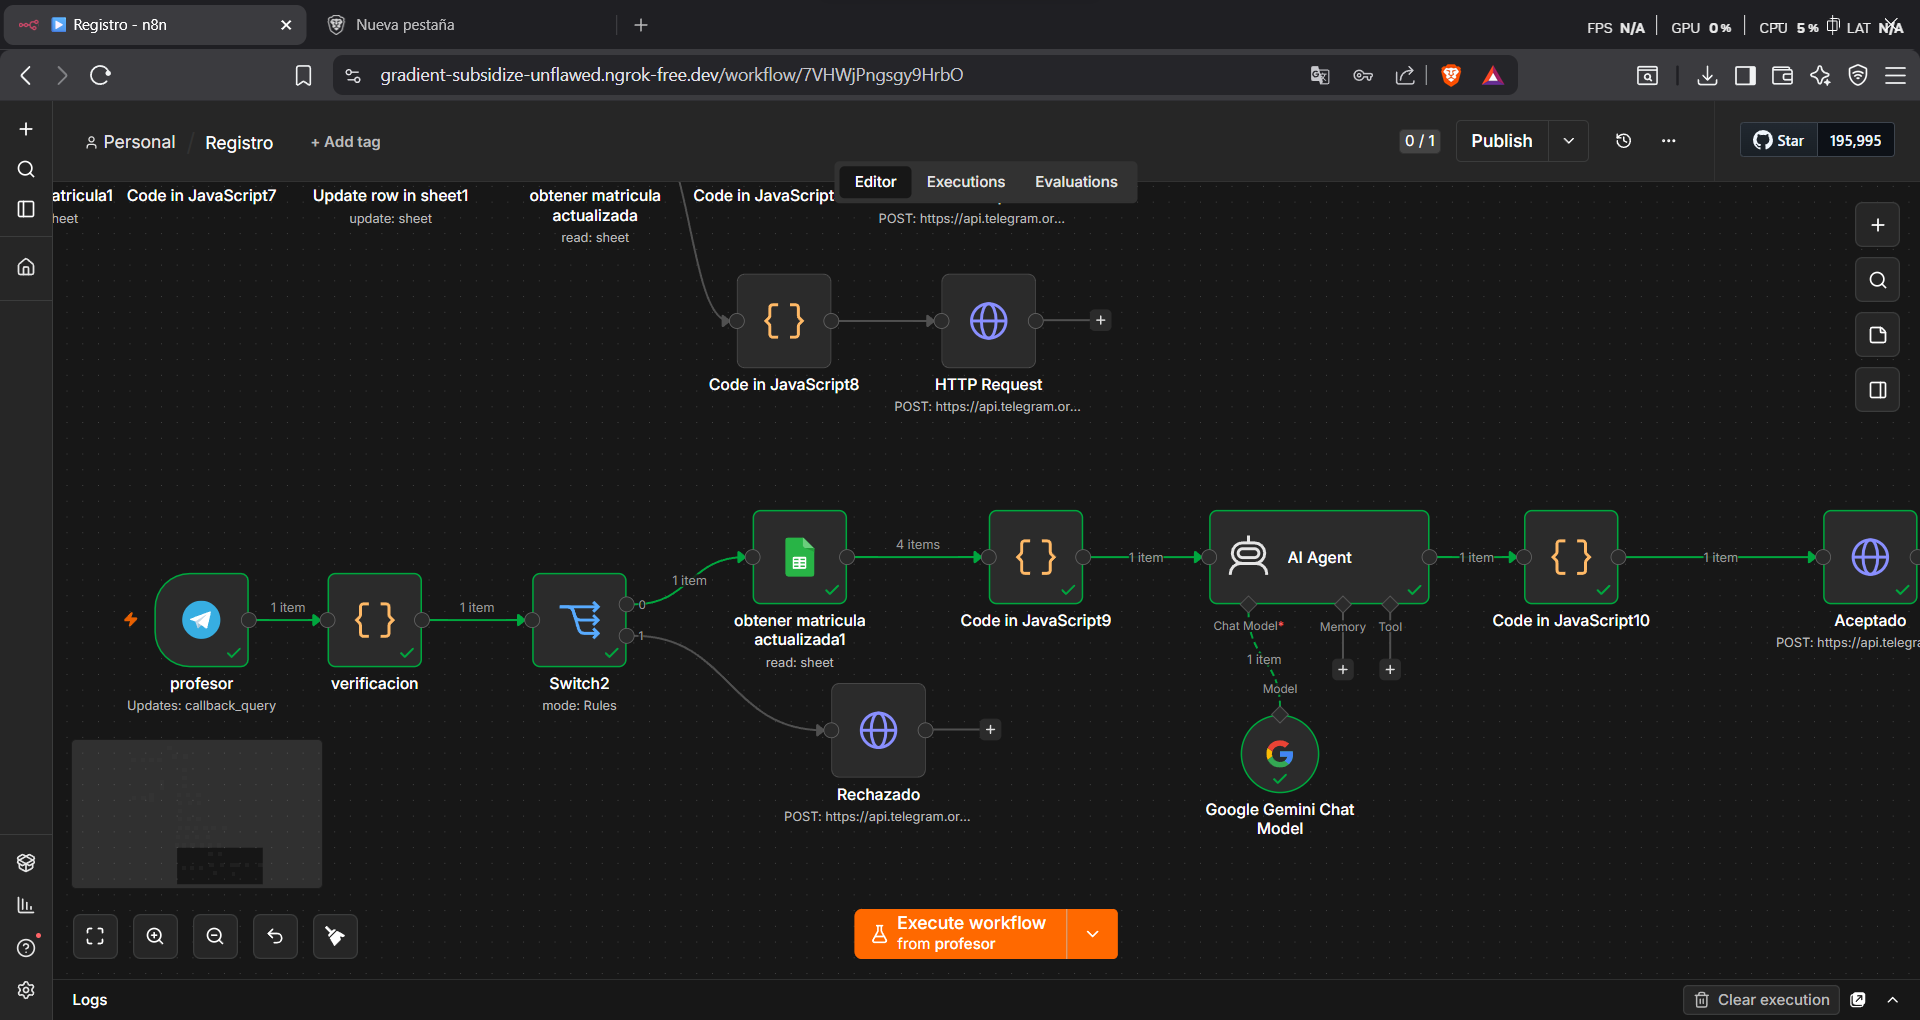 Registro - n8n
Nueva pestaña
FPS N/A
GPU 0%
CPU 5%
LAT N/A
gradient-subsidize-unflawed.ngrok-free.dev/workflow/7VHWjPngsgy9HrbO
Personal / Registro
+ Add tag
0 / 1
Publish
Star 195,995
Editor
Executions
Evaluations
atricula1
heet
Code in JavaScript7
Update row in sheet1
update: sheet
obtener matricula
actualizada
read: sheet
Code in JavaScript
POST: https://api.telegram.or...
Code in JavaScript8
HTTP Request
POST: https://api.telegram.or...
profesor
Updates: callback_query
1 item
verificacion
1 item
Switch2
mode: Rules
0
1
1 item
obtener matricula
actualizada1
read: sheet
4 items
Code in JavaScript9
1 item
AI Agent
Chat Model*
Memory
Tool
1 item
Model
Google Gemini Chat
Model
1 item
Code in JavaScript10
1 item
Aceptado
POST: https://api.telegra
Rechazado
POST: https://api.telegram.or...
Execute workflow
from profesor
Logs
Clear execution